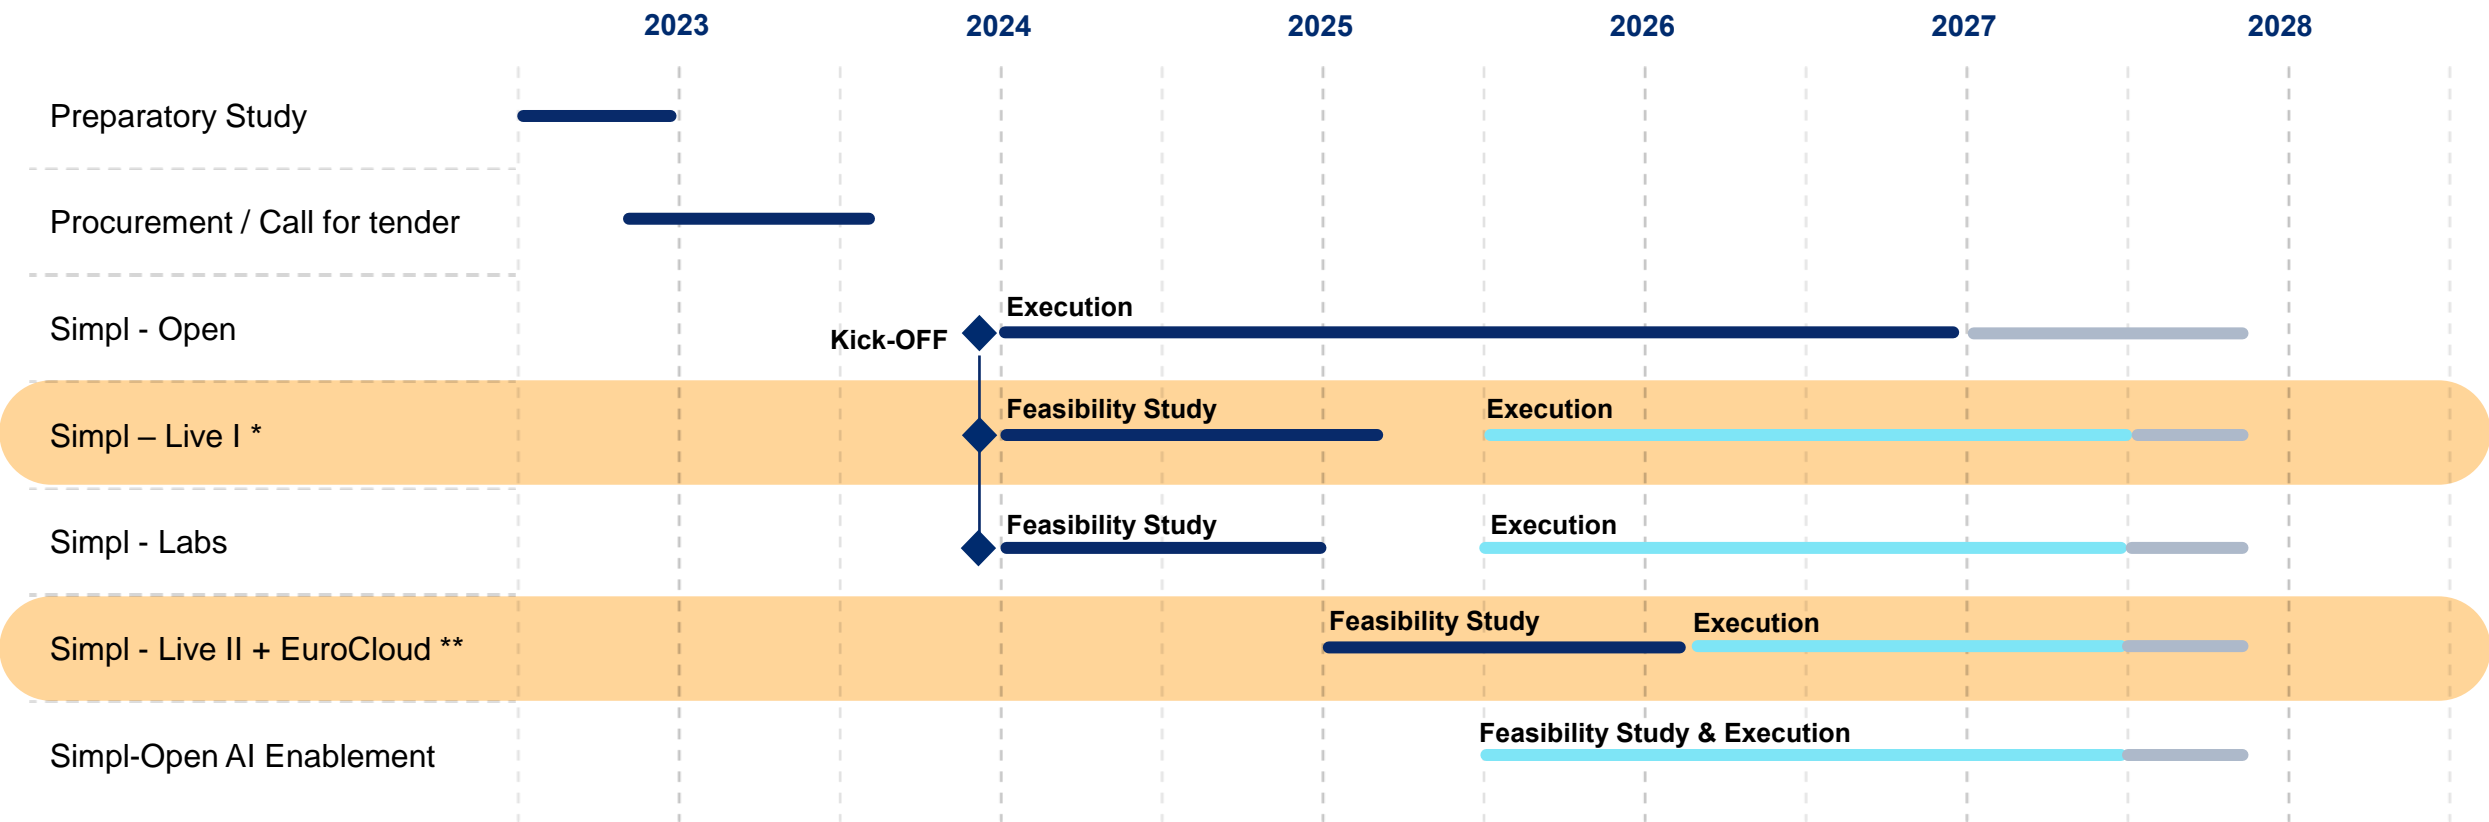 2023 2024 2025 2026 2027 2028
Preparatory Study
Procurement / Call for tender
Execution
Simpl - Open
Kick-OFF
Feasibility Study Execution
Simpl – Live I *
Feasibility Study Execution
Simpl - Labs
Feasibility Study Execution
Simpl - Live II + EuroCloud **
Feasibility Study & Execution
Simpl-Open AI Enablement